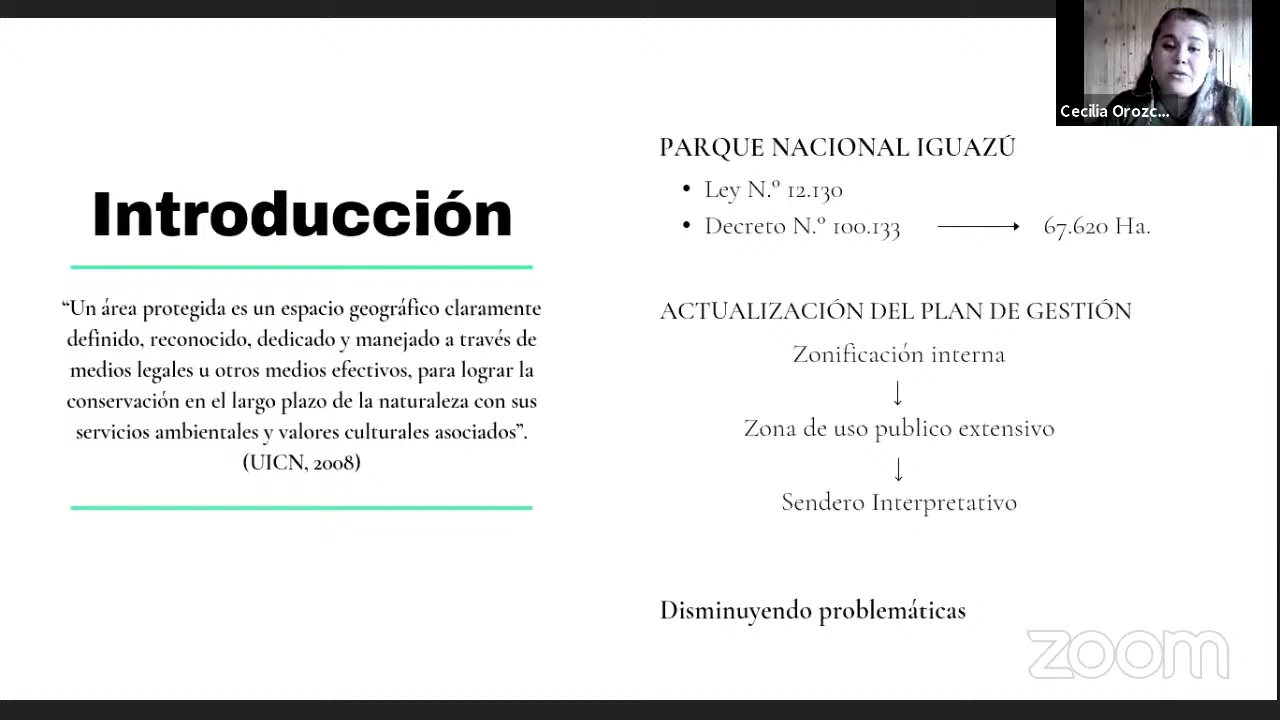 Introducción
“Un área protegida es un espacio geográfico claramente
definido, reconocido, dedicado y manejado a través de
medios legales u otros medios efectivos, para lograr la
conservación en el largo plazo de la naturaleza con sus
servicios ambientales y valores culturales asociados”.
(UICN, 2008)
PARQUE NACIONAL IGUAZÚ
• Ley N.º 12.130
• Decreto N.º 100.133 → 67.620 Ha.
ACTUALIZACIÓN DEL PLAN DE GESTIÓN
Zonificación interna
↓
Zona de uso publico extensivo
↓
Sendero Interpretativo
Disminuyendo problemáticas
Cecilia Orozc...
zoom